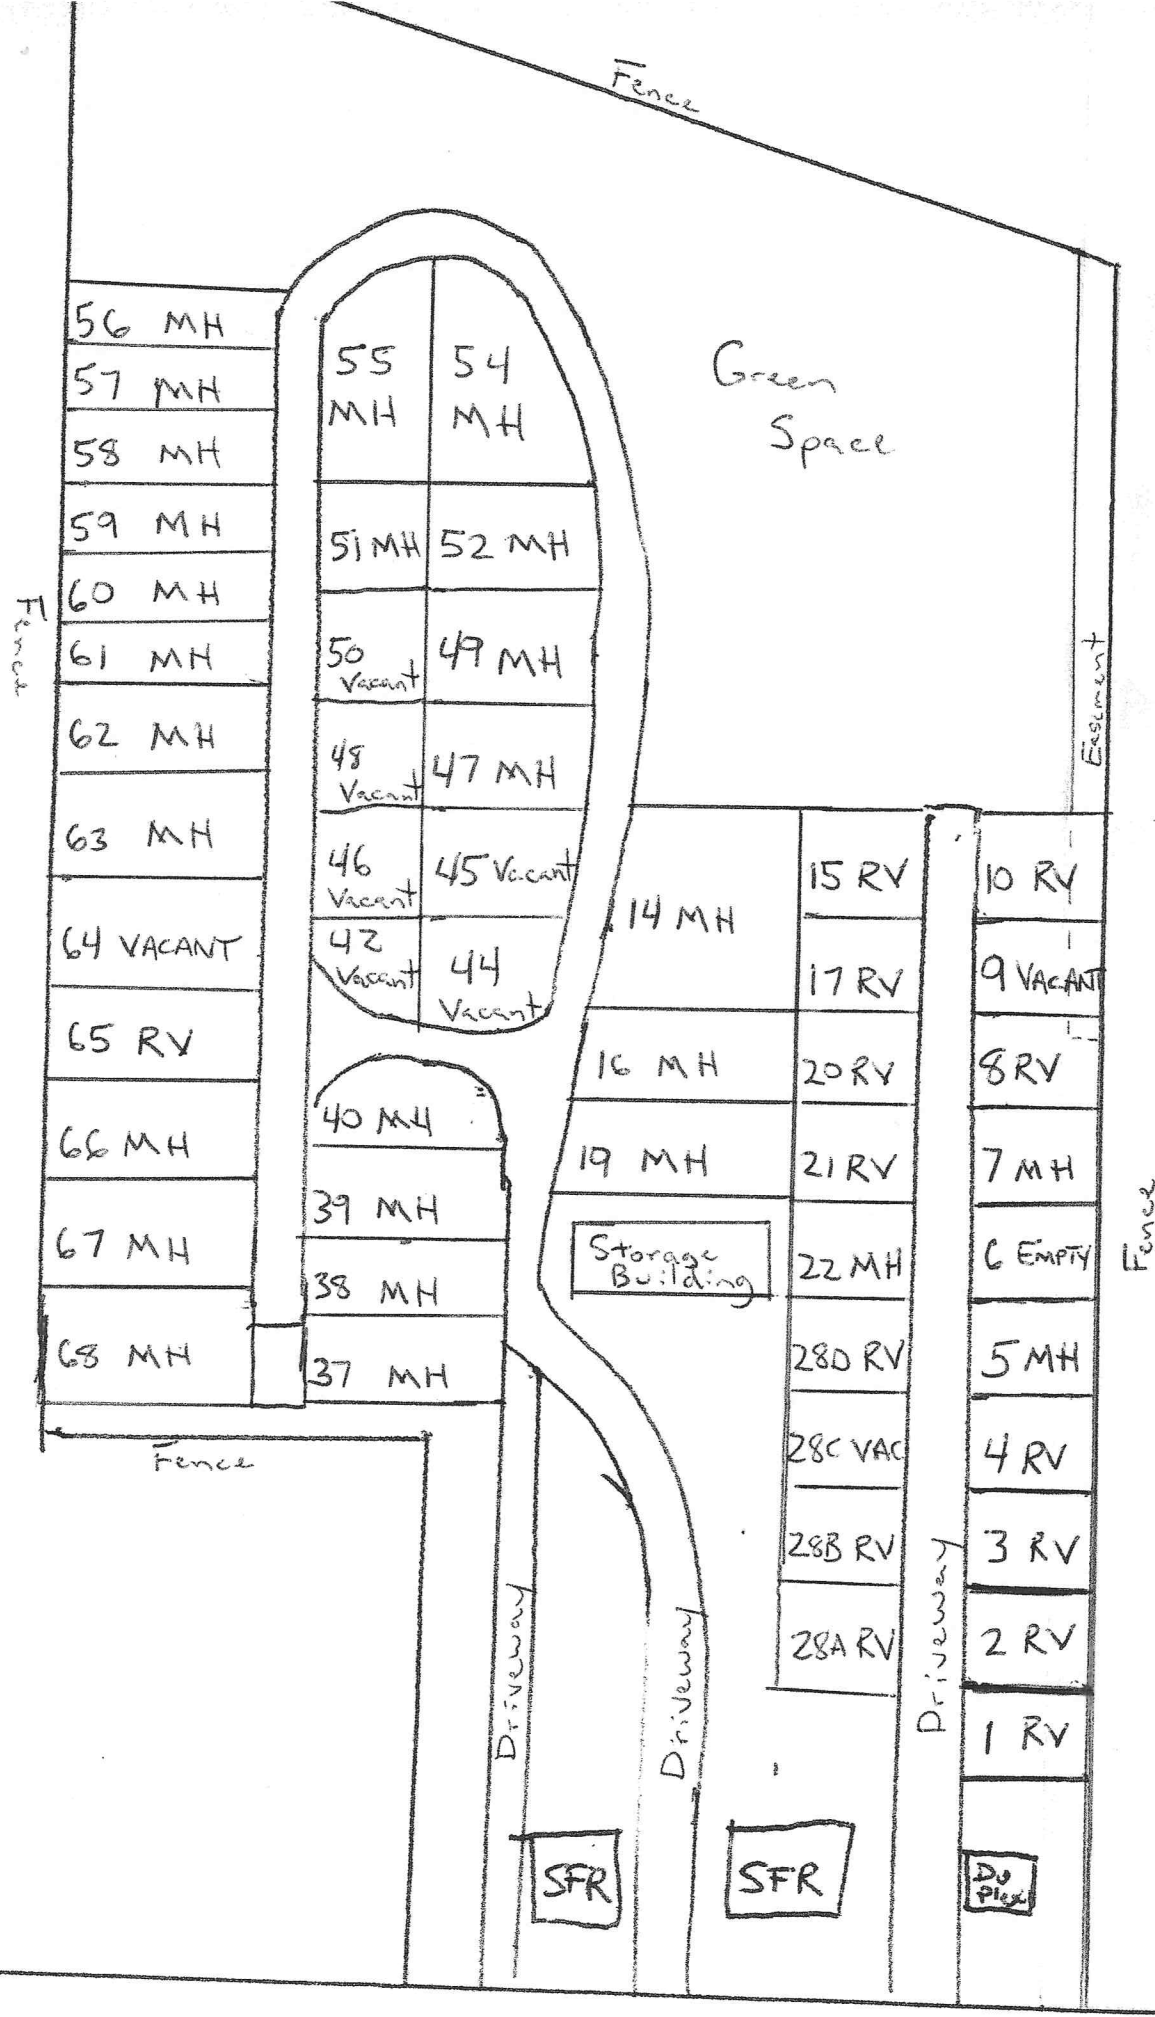 Fence
Green
Space
Easement
Fence
56 MH
57 MH
58 MH
59 MH
60 MH
61 MH
62 MH
63 MH
64 VACANT
65 RV
66 MH
67 MH
68 MH
Fence
55
MH
54
MH
51 MH
52 MH
50
Vacant
49 MH
48
Vacant
47 MH
46
Vacant
45 Vacant
42
Vacant
44
Vacant
40 MH
39 MH
38 MH
37 MH
14 MH
16 MH
19 MH
Storage
Building
15 RV
17 RV
20 RV
21 RV
22 MH
28D RV
28C VAC
28B RV
28A RV
10 RV
9 VACANT
8 RV
7 MH
6 EMPTY
5 MH
4 RV
3 RV
2 RV
1 RV
Fence
Driveway
Driveway
Driveway
SFR
SFR
Du
Plex